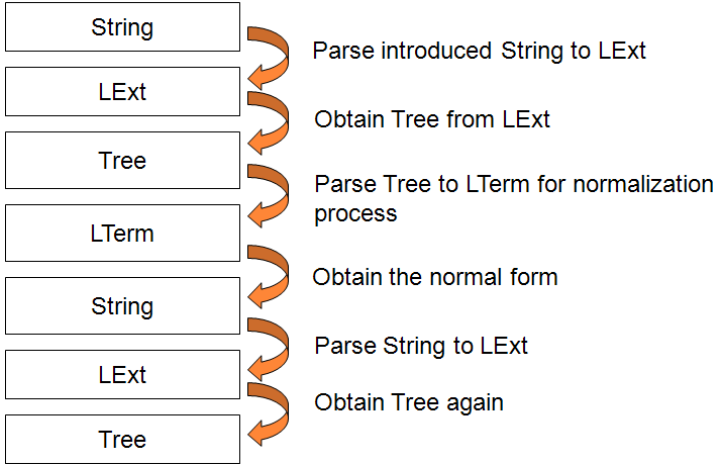 String
Parse introduced String to LExt
LExt
Obtain Tree from LExt
Tree
Parse Tree to LTerm for normalization
process
LTerm
Obtain the normal form
String
Parse String to LExt
LExt
Obtain Tree again
Tree